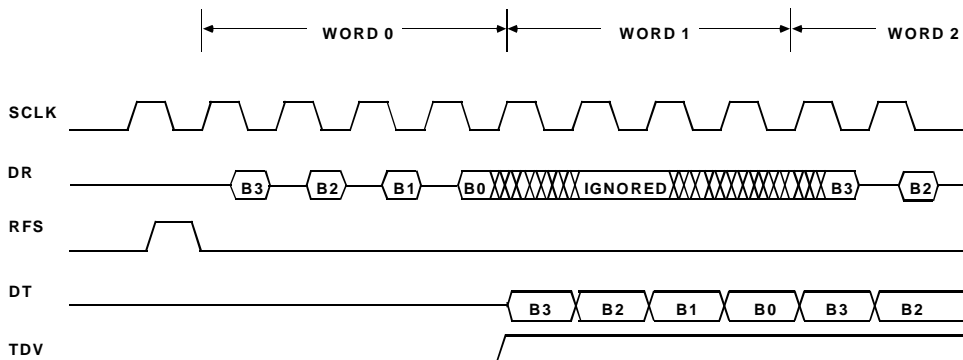 WORD 0 WORD 1 WORD 2
SCLK
DR B3 B2 B1 B0 IGNORED B3 B2
RFS
DT B3 B2 B1 B0 B3 B2
TDV